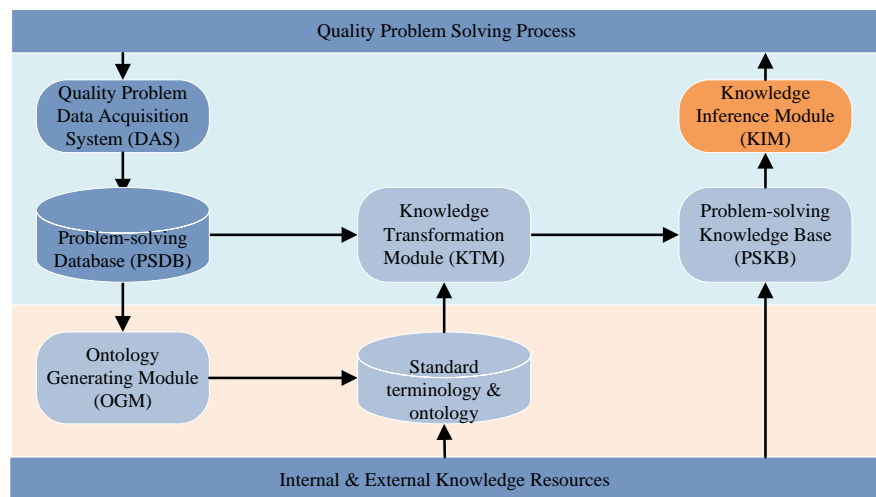 Quality Problem Solving Process
Quality Problem
Data Acquisition
System (DAS)
Knowledge
Inference Module
(KIM)
Problem-solving
Database (PSDB)
Knowledge
Transformation
Module (KTM)
Problem-solving
Knowledge Base
(PSKB)
Ontology
Generating Module
(OGM)
Standard
terminology &
ontology
Internal & External Knowledge Resources